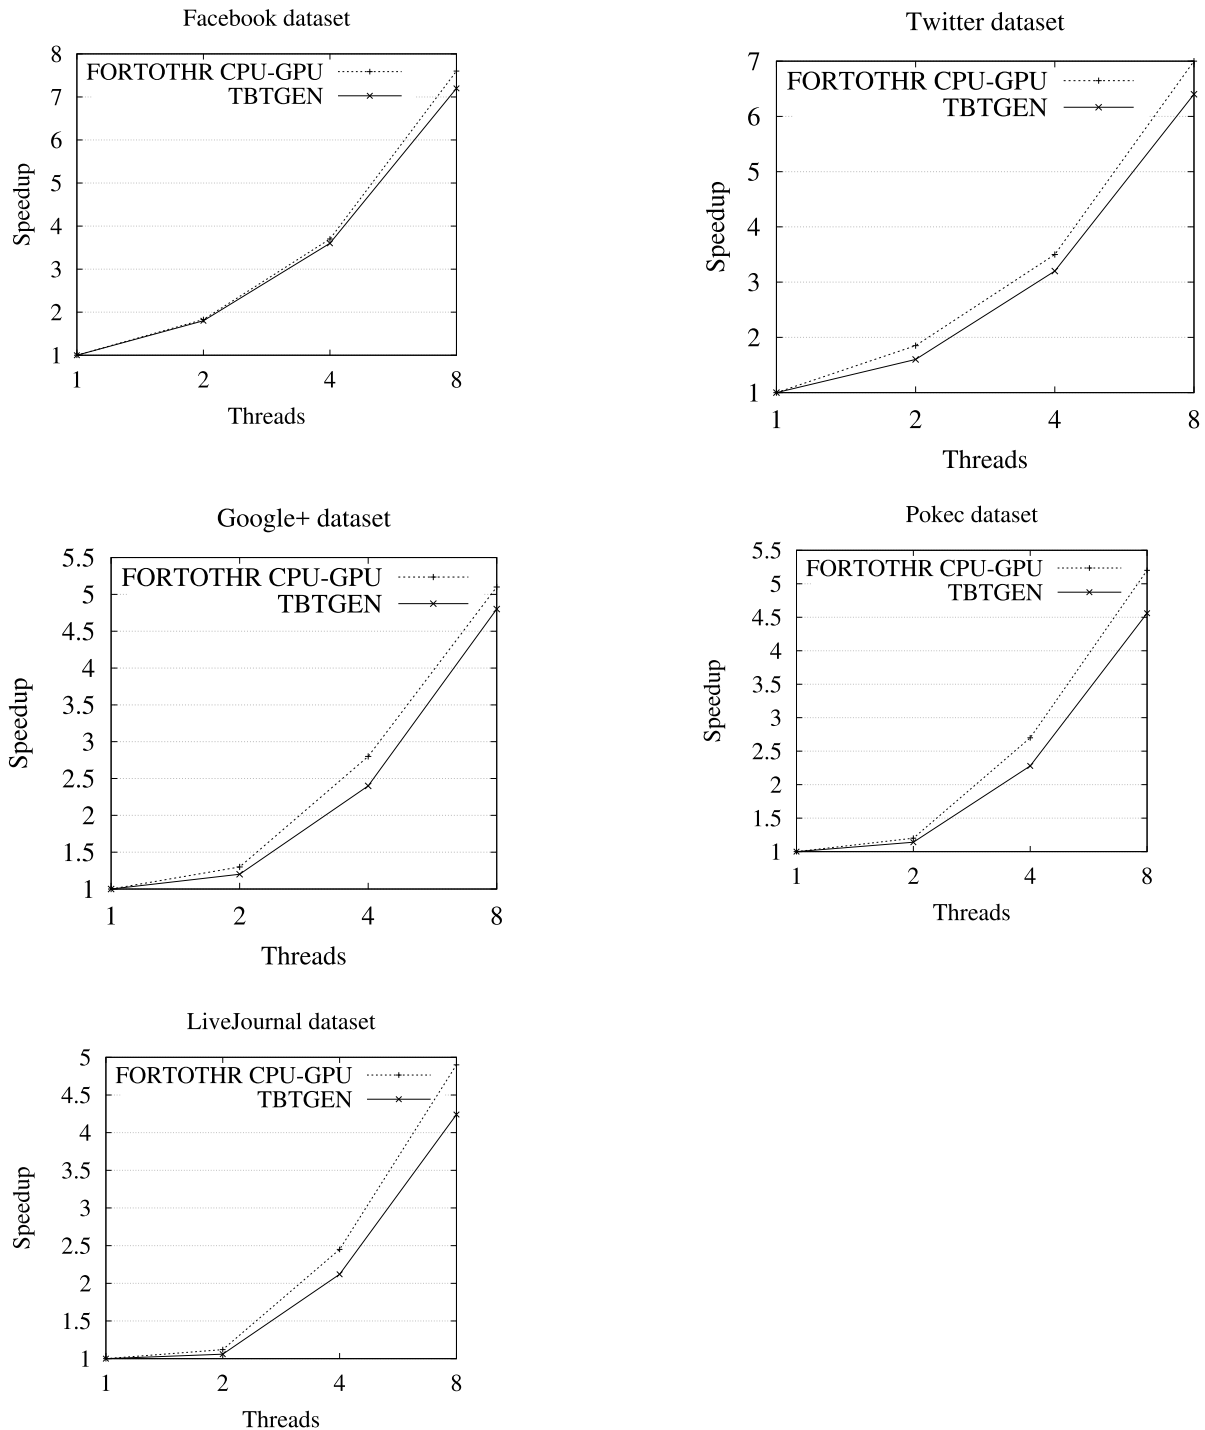 Facebook dataset
8
7
6
5
4
3
2
1
Speedup
FORTOTHR CPU-GPU
TBTGEN
1 2 4 8
Threads
Twitter dataset
7
6
5
4
3
2
1
Speedup
FORTOTHR CPU-GPU
TBTGEN
1 2 4 8
Threads
Google+ dataset
5.5
5
4.5
4
3.5
3
2.5
2
1.5
1
Speedup
FORTOTHR CPU-GPU
TBTGEN
1 2 4 8
Threads
Pokec dataset
5.5
5
4.5
4
3.5
3
2.5
2
1.5
1
Speedup
FORTOTHR CPU-GPU
TBTGEN
1 2 4 8
Threads
LiveJournal dataset
5
4.5
4
3.5
3
2.5
2
1.5
1
Speedup
FORTOTHR CPU-GPU
TBTGEN
1 2 4 8
Threads